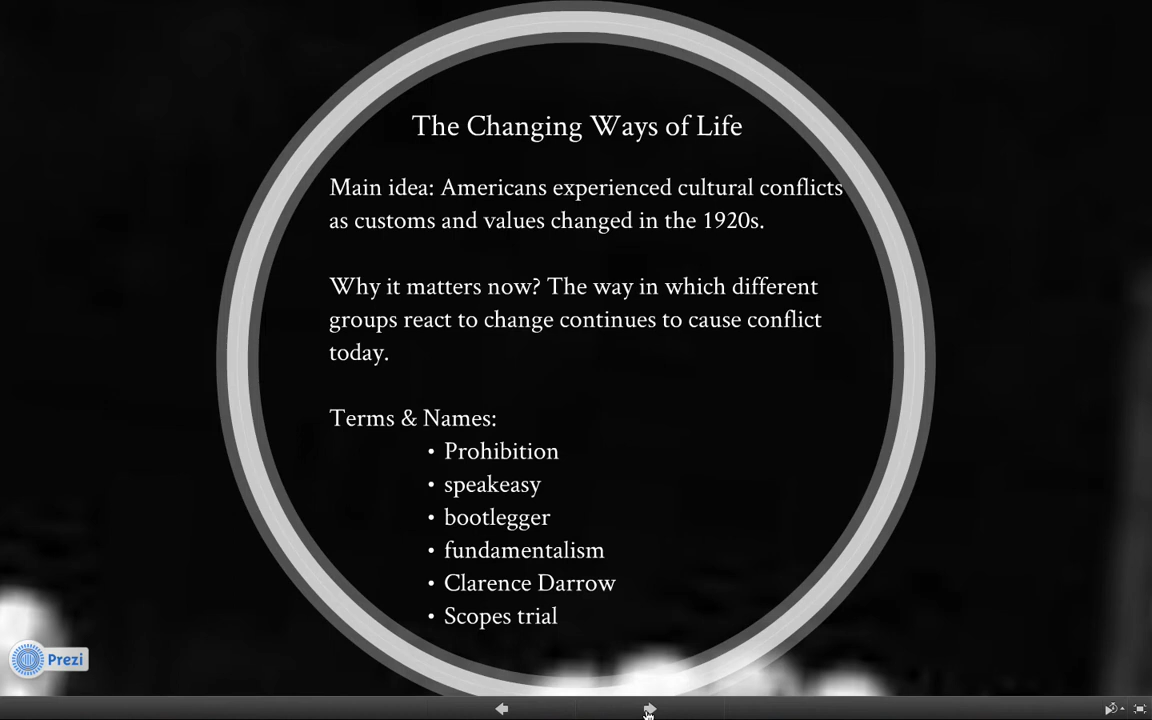 The Changing Ways of Life
Main idea: Americans experienced cultural conflicts
as customs and values changed in the 1920s.
Why it matters now? The way in which different
groups react to change continues to cause conflict
today.
Terms & Names:
• Prohibition
• speakeasy
• bootlegger
• fundamentalism
• Clarence Darrow
• Scopes trial
Prezi